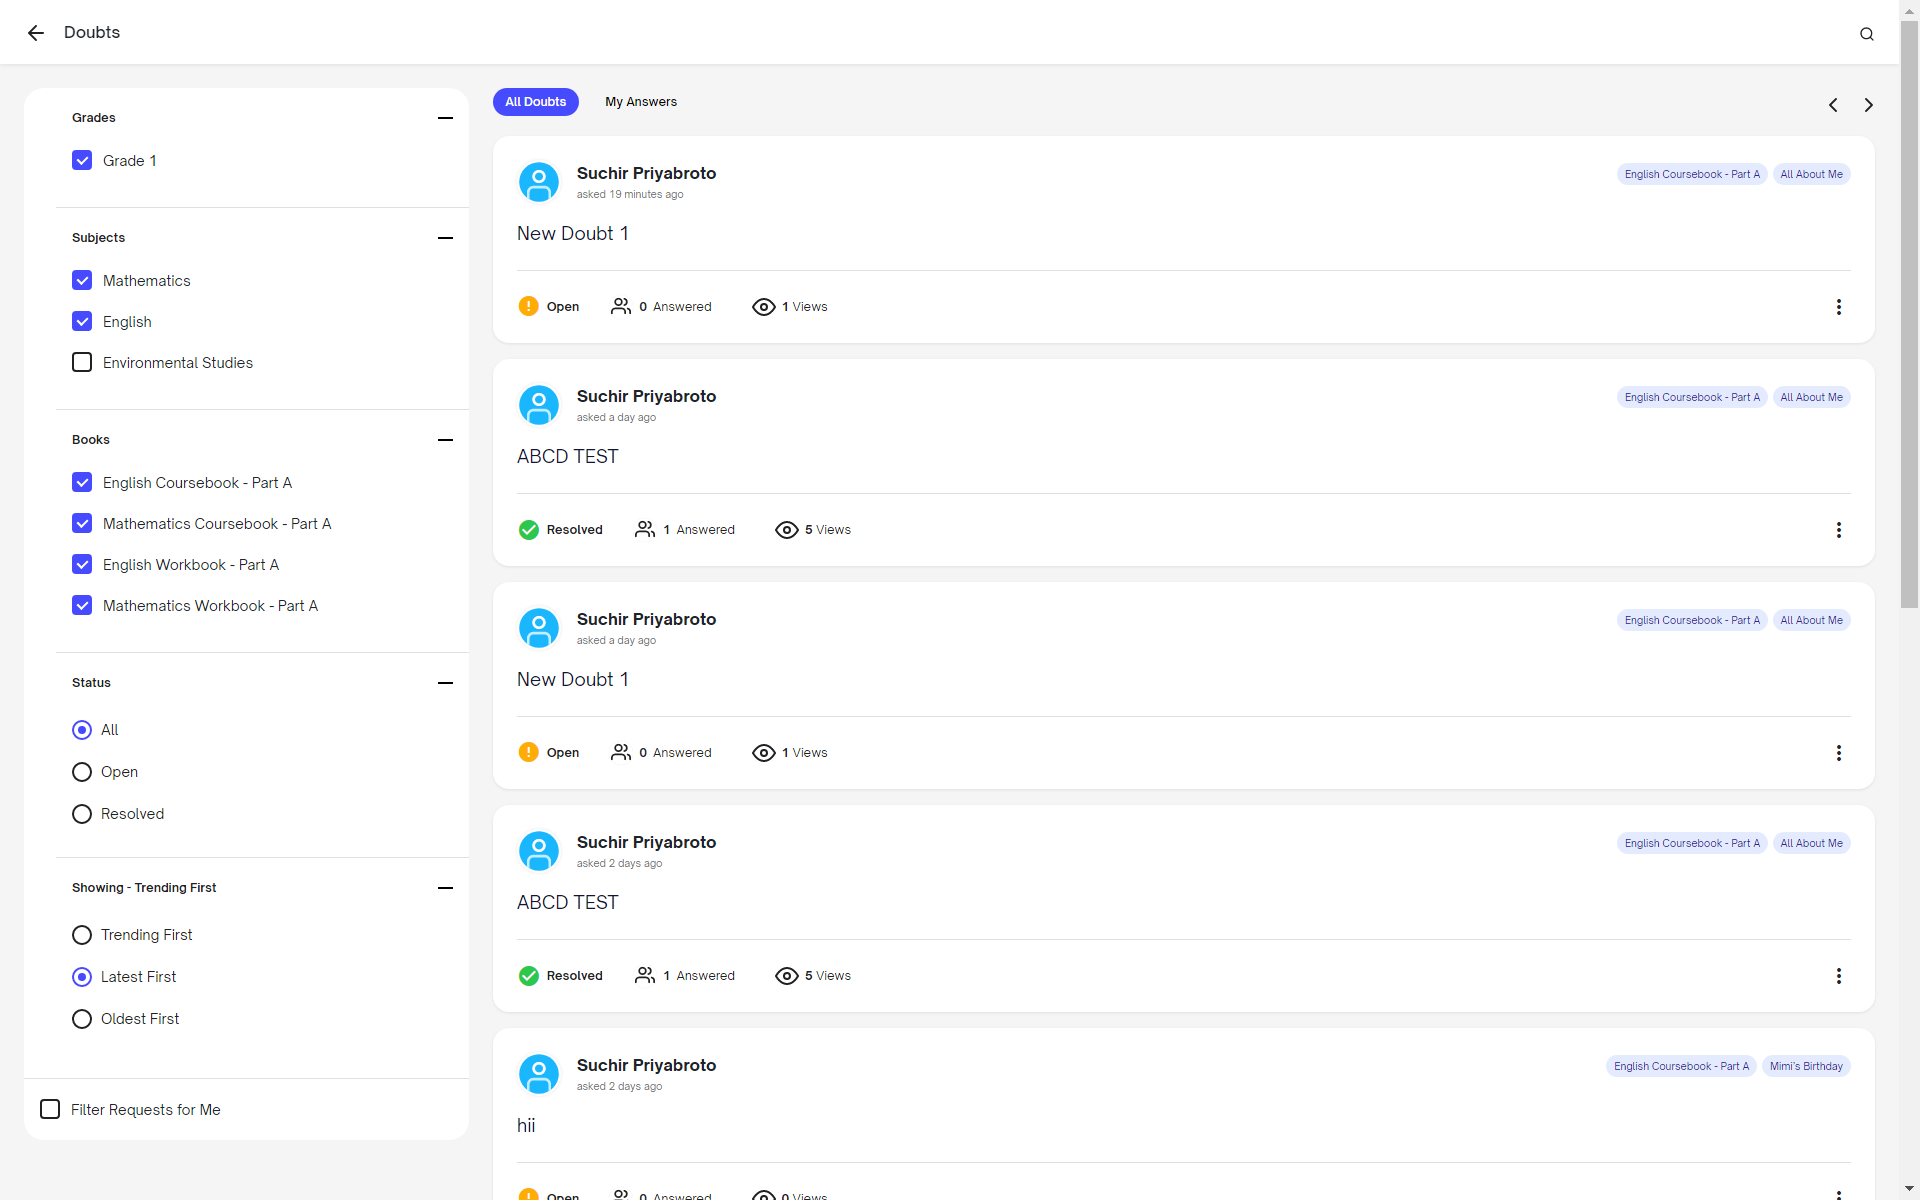 Doubts
Grades
Grade 1
Subjects
Mathematics
English
Environmental Studies
Books
English Coursebook - Part A
Mathematics Coursebook - Part A
English Workbook - Part A
Mathematics Workbook - Part A
Status
All
Open
Resolved
Showing - Trending First
Trending First
Latest First
Oldest First
Filter Requests for Me
All Doubts My Answers
Suchir Priyabroto English Coursebook - Part A All About Me
asked 19 minutes ago
New Doubt 1
Open 0 Answered 1 Views
Suchir Priyabroto English Coursebook - Part A All About Me
asked a day ago
ABCD TEST
Resolved 1 Answered 5 Views
Suchir Priyabroto English Coursebook - Part A All About Me
asked a day ago
New Doubt 1
Open 0 Answered 1 Views
Suchir Priyabroto English Coursebook - Part A All About Me
asked 2 days ago
ABCD TEST
Resolved 1 Answered 5 Views
Suchir Priyabroto English Coursebook - Part A Mimi's Birthday
asked 2 days ago
hii
Open 0 Answered 0 Views